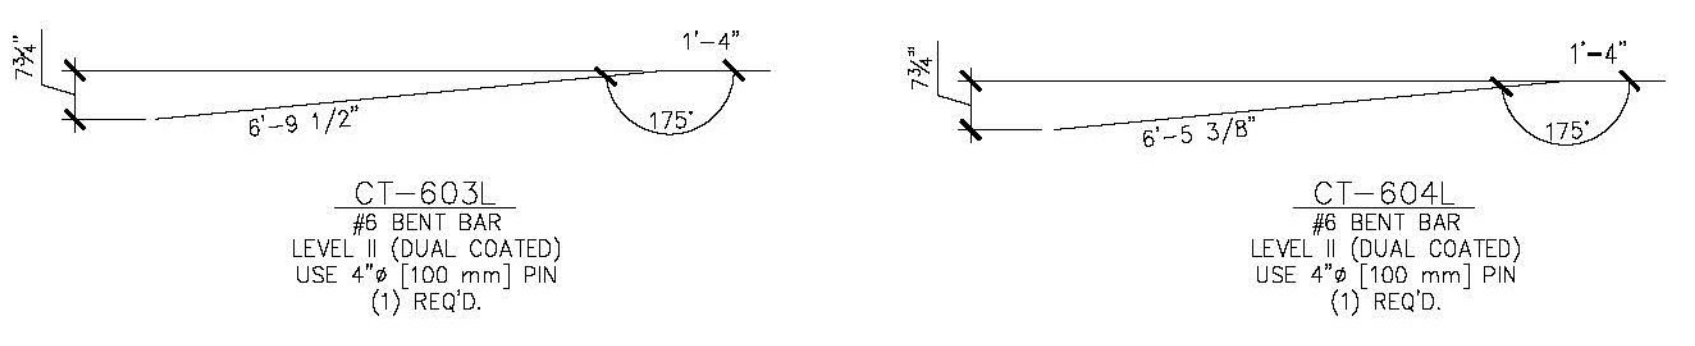 7¾"
1'-4"
6'-9 1/2"
175°
CT-603L
#6 BENT BAR
LEVEL II (DUAL COATED)
USE 4"ø [100 mm] PIN
(1) REQ'D.
7¾"
1'-4"
6'-5 3/8"
175°
CT-604L
#6 BENT BAR
LEVEL II (DUAL COATED)
USE 4"ø [100 mm] PIN
(1) REQ'D.